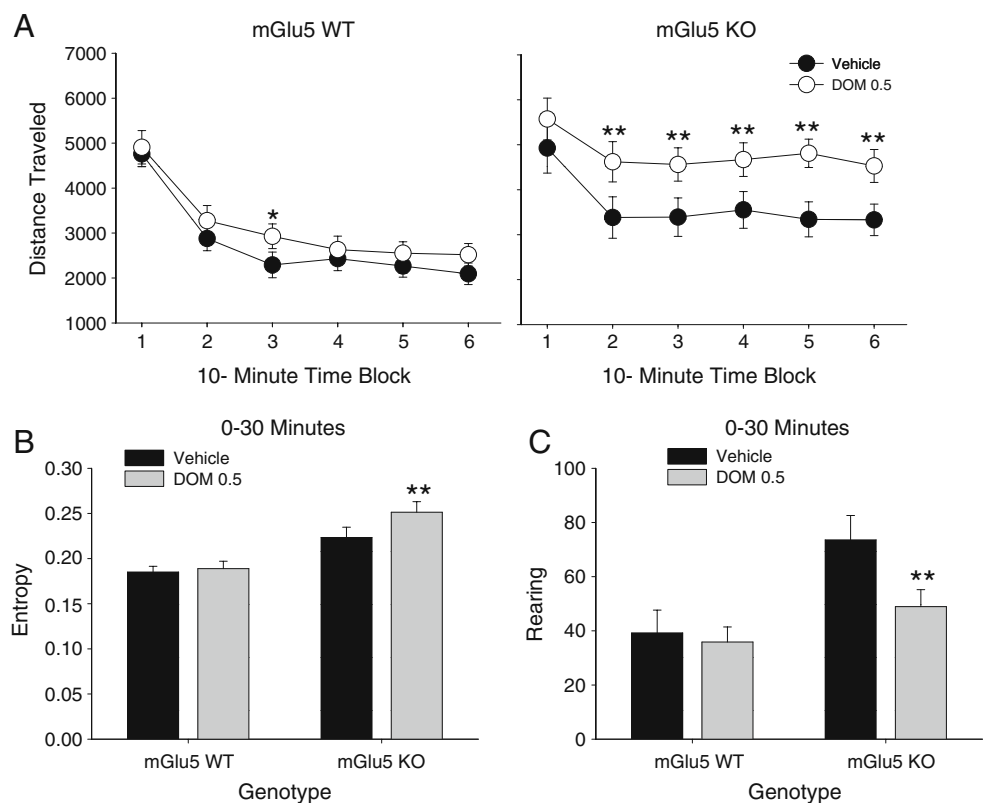 A
mGlu5 WT
mGlu5 KO
Vehicle
DOM 0.5
7000
6000
5000
4000
3000
2000
1000
Distance Traveled
*
** ** ** ** **
1 2 3 4 5 6
1 2 3 4 5 6
10- Minute Time Block
10- Minute Time Block
B
0-30 Minutes
Vehicle
DOM 0.5
0.30
0.25
0.20
0.15
0.10
0.05
0.00
Entropy
**
mGlu5 WT
mGlu5 KO
Genotype
C
0-30 Minutes
Vehicle
DOM 0.5
100
80
60
40
20
0
Rearing
**
mGlu5 WT
mGlu5 KO
Genotype